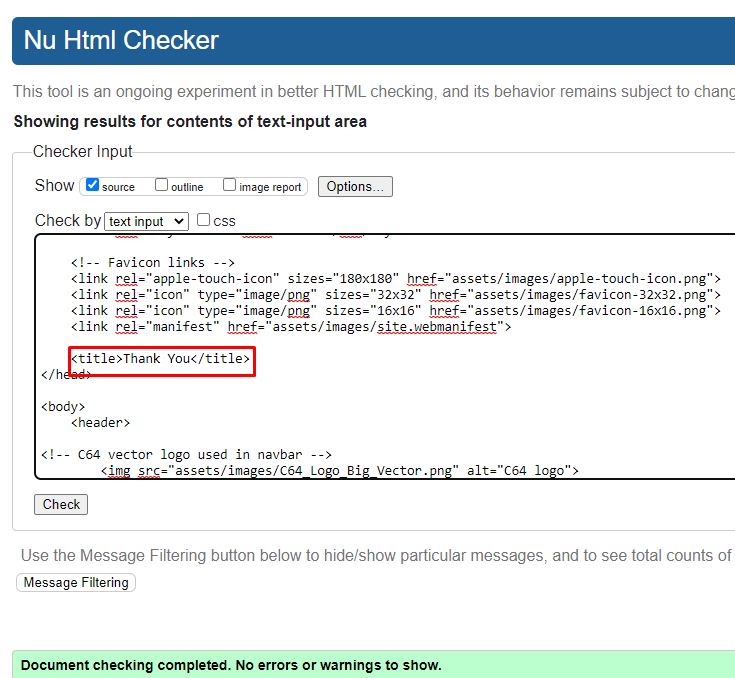 Nu Html Checker
This tool is an ongoing experiment in better HTML checking, and its behavior remains subject to chang
Showing results for contents of text-input area
Checker Input
Show source outline image report Options...
Check by text input css
<!-- Favicon links -->
<link rel="apple-touch-icon" sizes="180x180" href="assets/images/apple-touch-icon.png">
<link rel="icon" type="image/png" sizes="32x32" href="assets/images/favicon-32x32.png">
<link rel="icon" type="image/png" sizes="16x16" href="assets/images/favicon-16x16.png">
<link rel="manifest" href="assets/images/site.webmanifest">
<title>Thank You</title>
</head>
<body>
<header>
<!-- C64 vector logo used in navbar -->
<img src="assets/images/C64_Logo_Big_Vector.png" alt="C64 logo">
Check
Use the Message Filtering button below to hide/show particular messages, and to see total counts of
Message Filtering
Document checking completed. No errors or warnings to show.